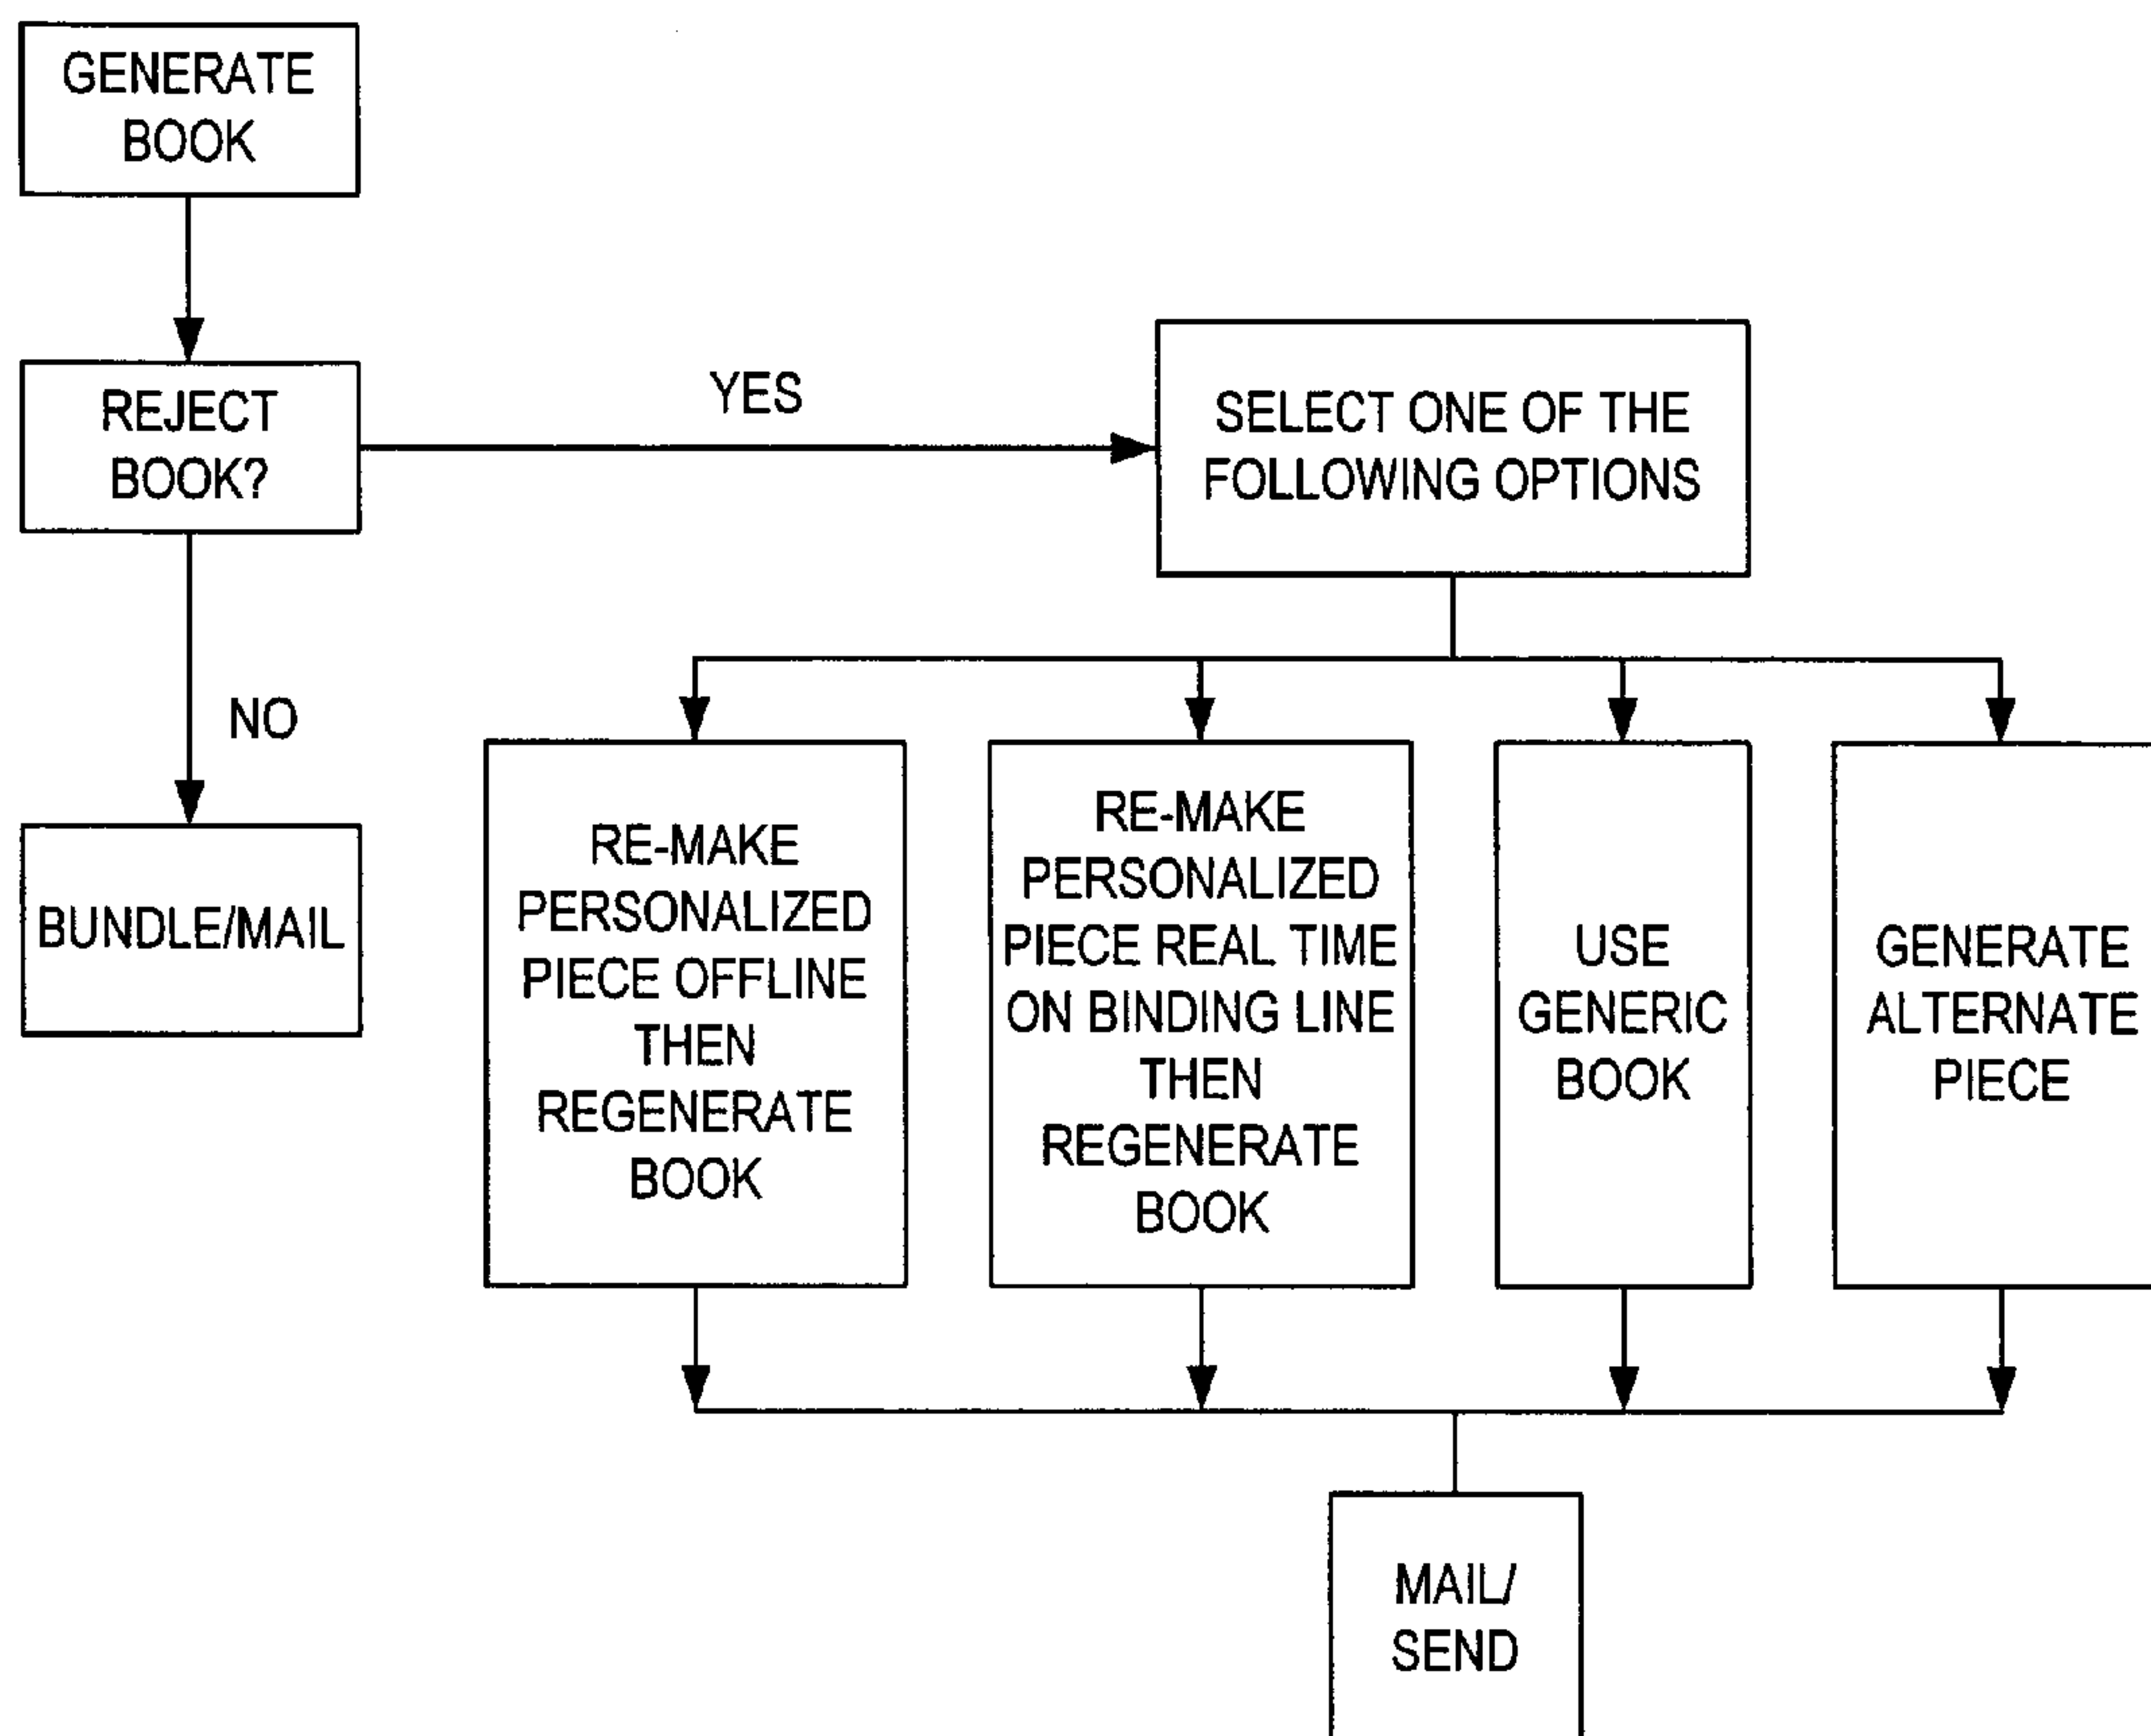 GENERATE
BOOK
REJECT
BOOK?
YES
SELECT ONE OF THE
FOLLOWING OPTIONS
NO
BUNDLE/MAIL
RE-MAKE
PERSONALIZED
PIECE OFFLINE
THEN
REGENERATE
BOOK
RE-MAKE
PERSONALIZED
PIECE REAL TIME
ON BINDING LINE
THEN
REGENERATE
BOOK
USE
GENERIC
BOOK
GENERATE
ALTERNATE
PIECE
MAIL/
SEND